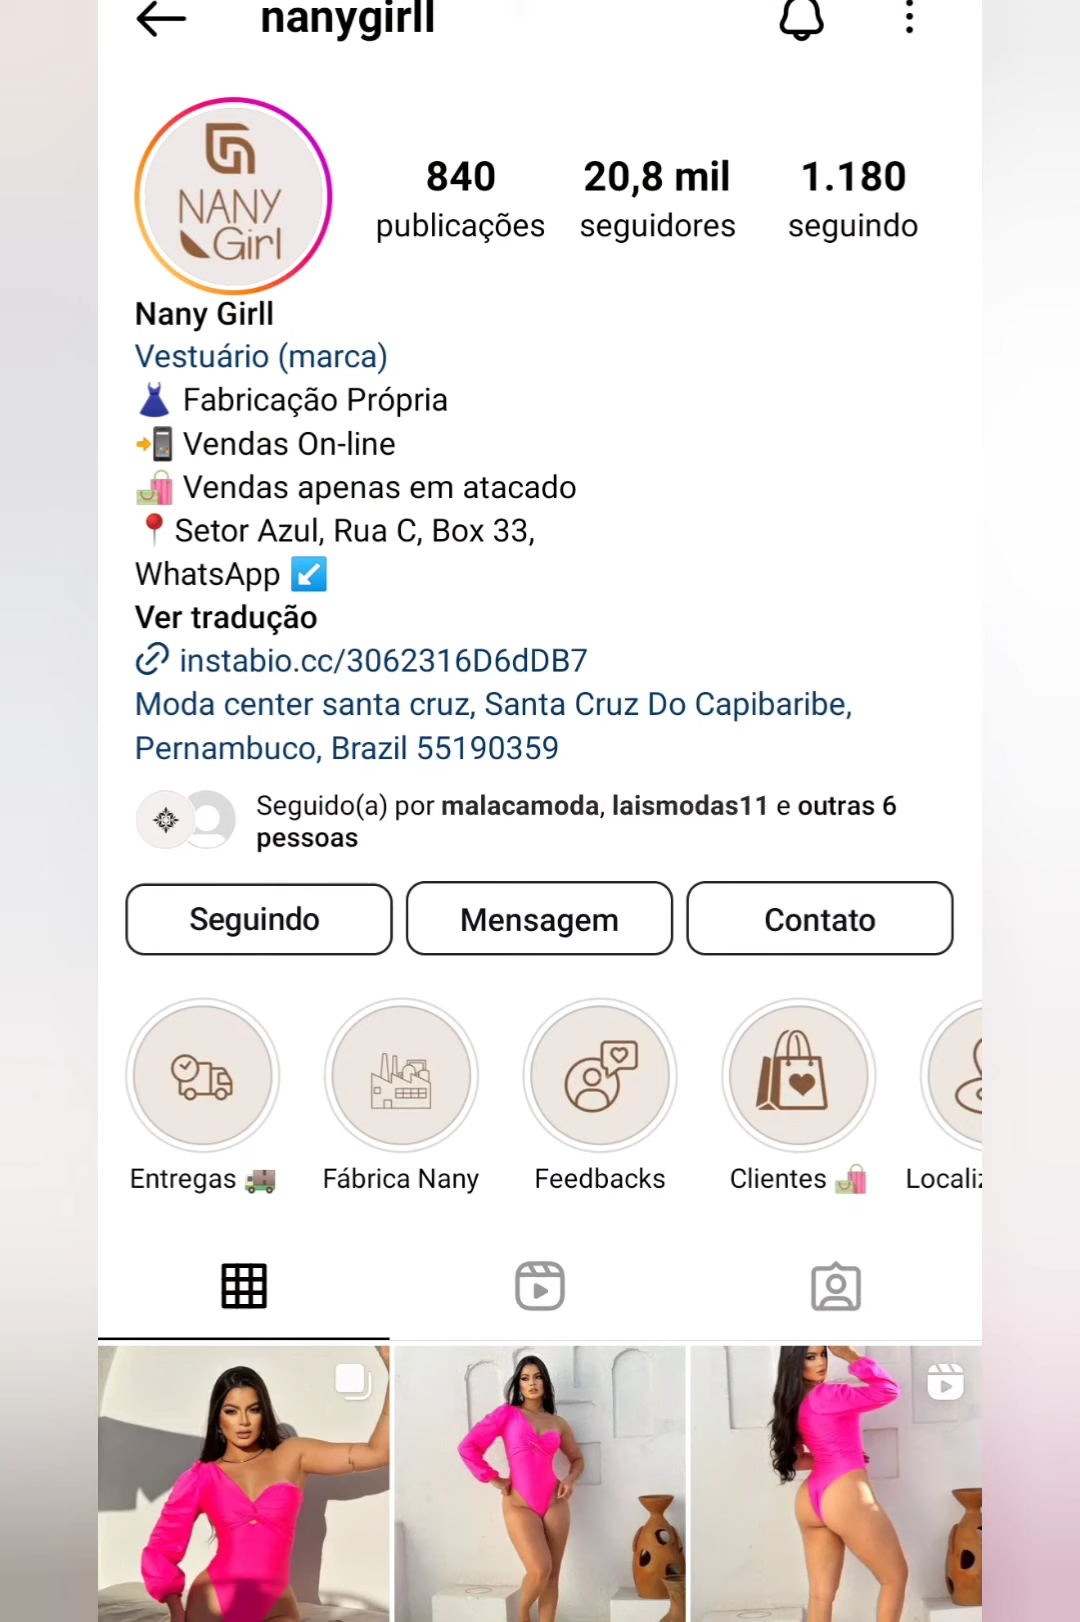 nanygirll
NANY
Girl
840
publicações
20,8 mil
seguidores
1.180
seguindo
Nany Girll
Vestuário (marca)
Fabricação Própria
Vendas On-line
Vendas apenas em atacado
Setor Azul, Rua C, Box 33,
WhatsApp
Ver tradução
instabio.cc/3062316D6dDB7
Moda center santa cruz, Santa Cruz Do Capibaribe,
Pernambuco, Brazil 55190359
Seguido(a) por malacamoda, laismodas11 e outras 6
pessoas
Seguindo
Mensagem
Contato
Entregas
Fábrica Nany
Feedbacks
Clientes